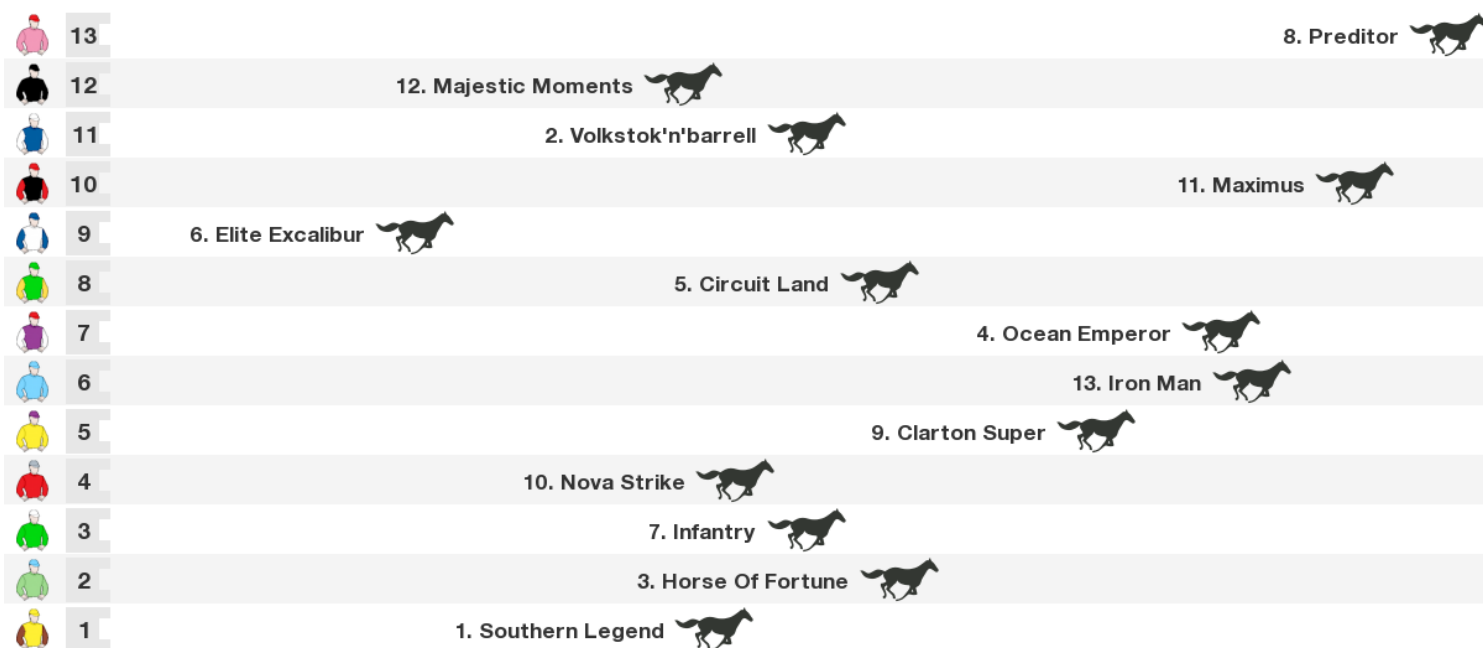 13 8. Preditor
12 12. Majestic Moments
11 2. Volkstok'n'barrell
10 11. Maximus
9 6. Elite Excalibur
8 5. Circuit Land
7 4. Ocean Emperor
6 13. Iron Man
5 9. Clarton Super
4 10. Nova Strike
3 7. Infantry
2 3. Horse Of Fortune
1 1. Southern Legend